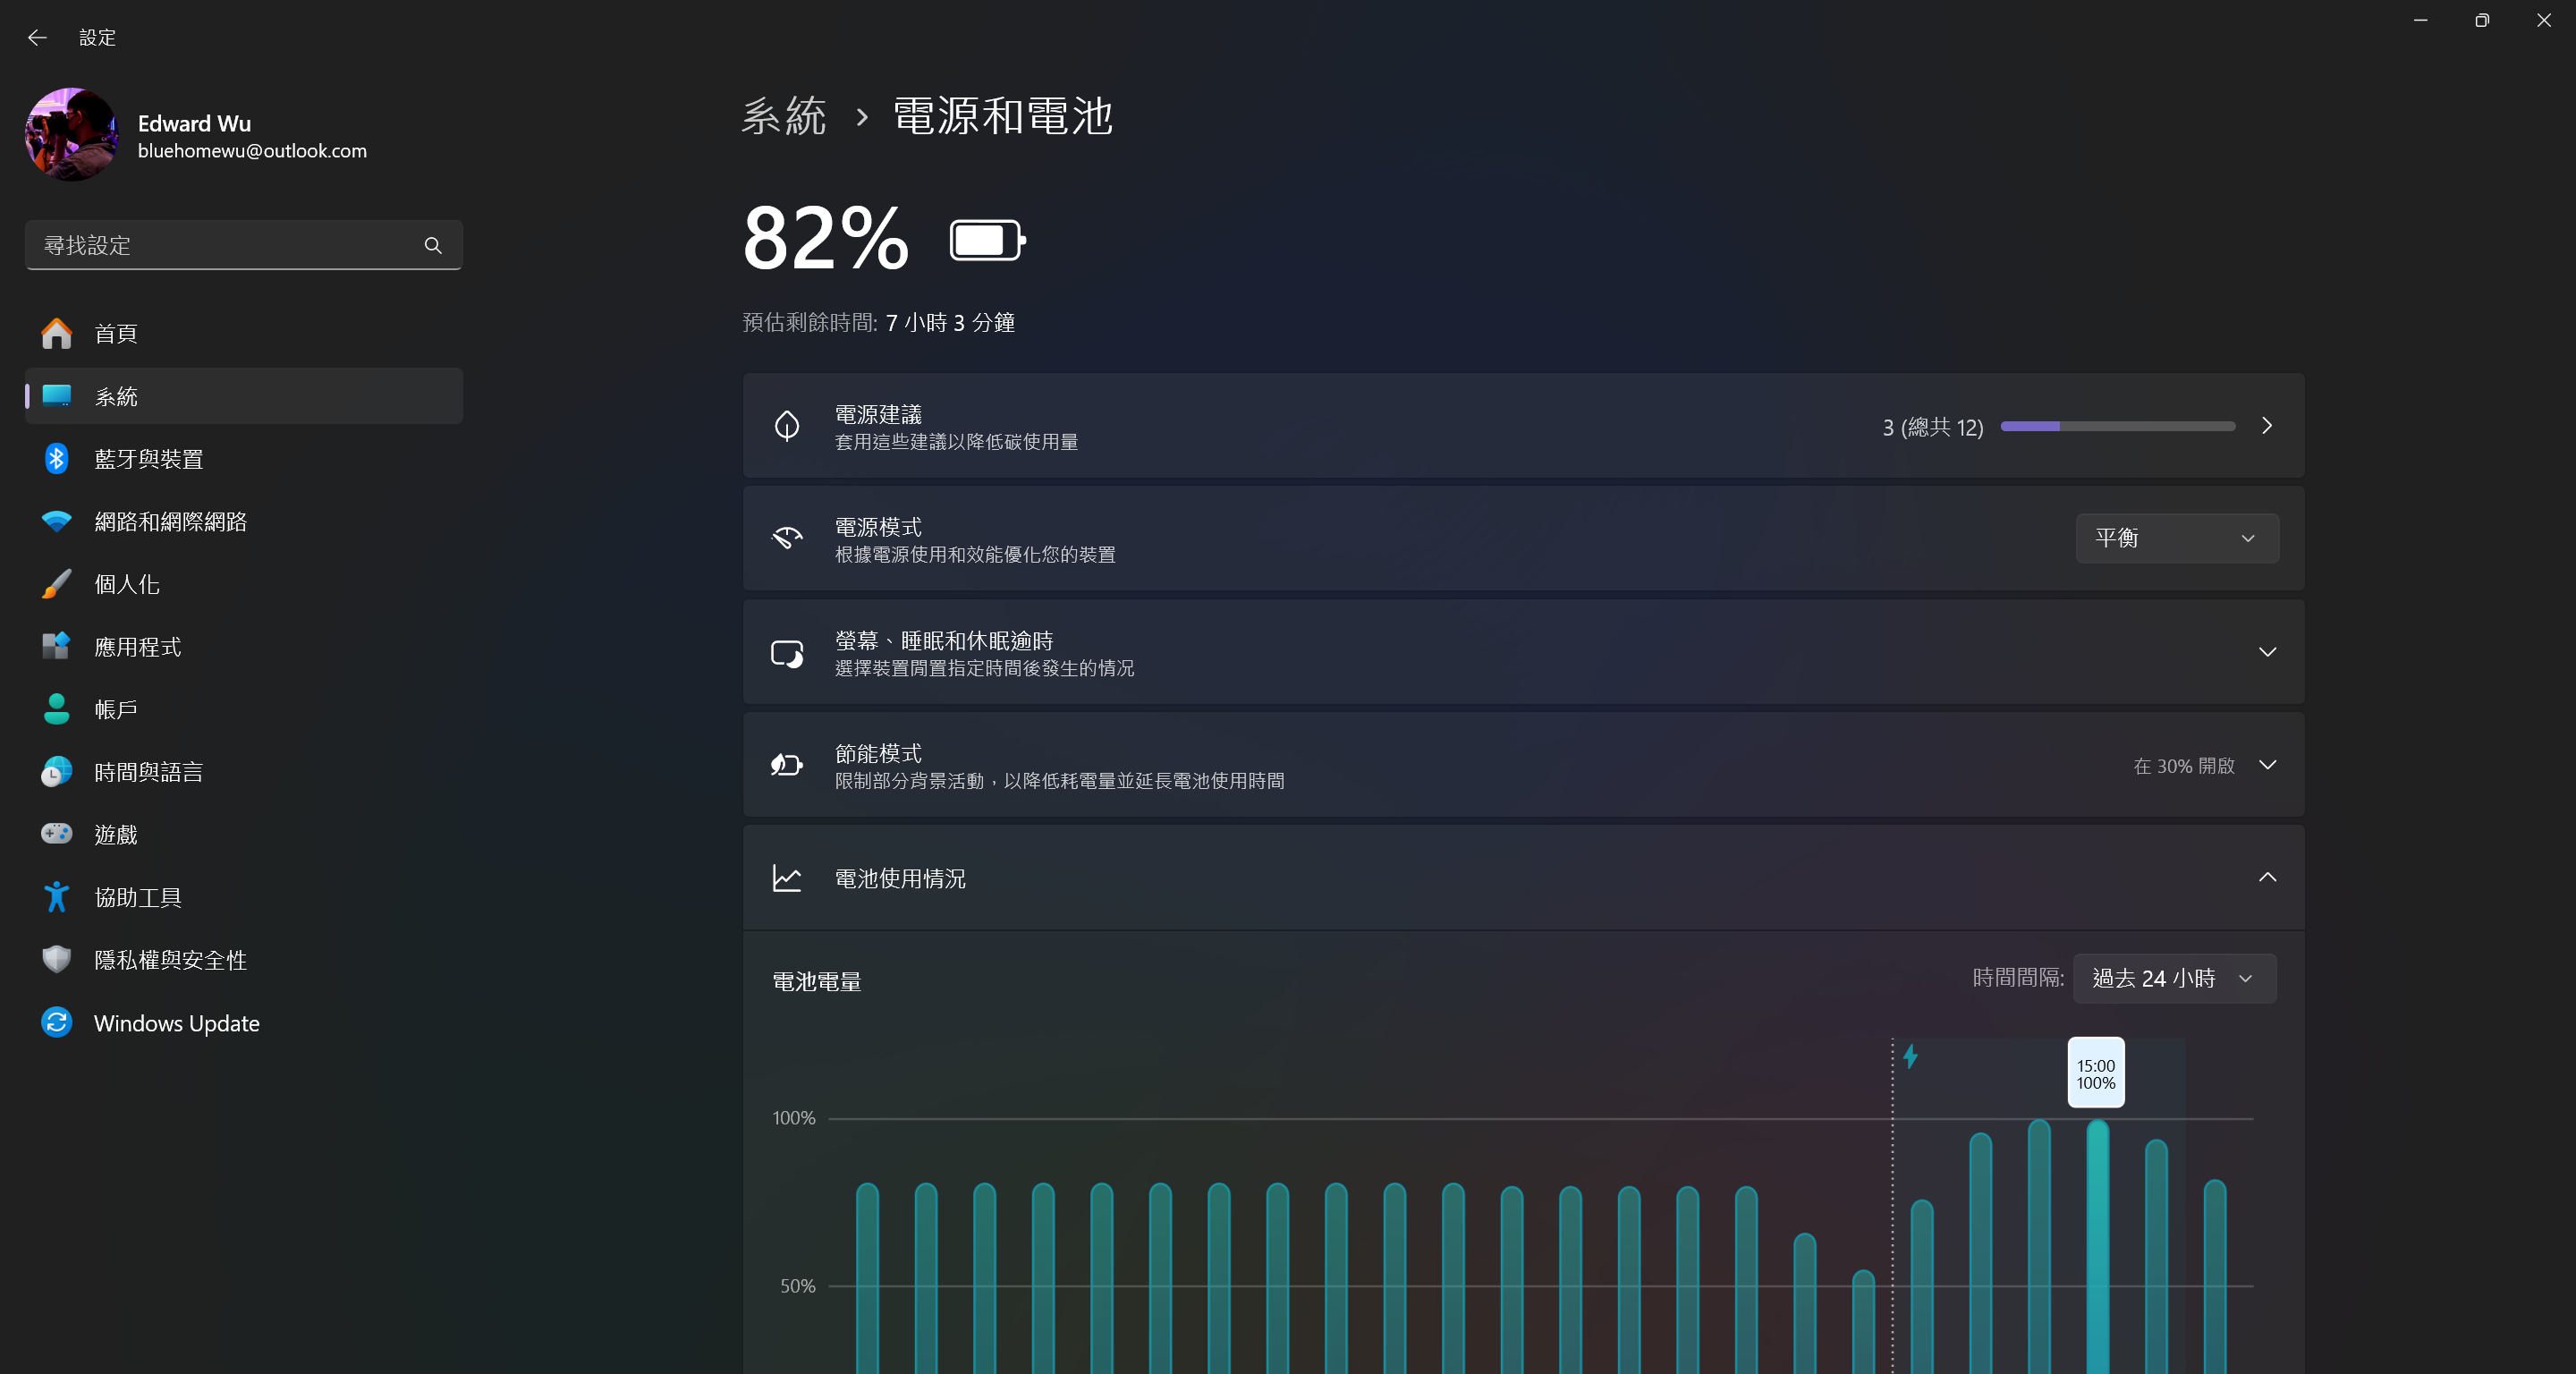 設定
Edward Wu
bluehomewu@outlook.com
尋找設定
首頁
系統
藍牙與裝置
網路和網際網路
個人化
應用程式
帳戶
時間與語言
遊戲
協助工具
隱私權與安全性
Windows Update
系統 › 電源和電池
82%
預估剩餘時間: 7 小時 3 分鐘
電源建議
套用這些建議以降低碳使用量
3 (總共 12)
電源模式
根據電源使用和效能優化您的裝置
平衡
螢幕、睡眠和休眠逾時
選擇裝置閒置指定時間後發生的情況
節能模式
限制部分背景活動，以降低耗電量並延長電池使用時間
在 30% 開啟
電池使用情況
電池電量
時間間隔: 過去 24 小時
15:00
100%
100%
50%